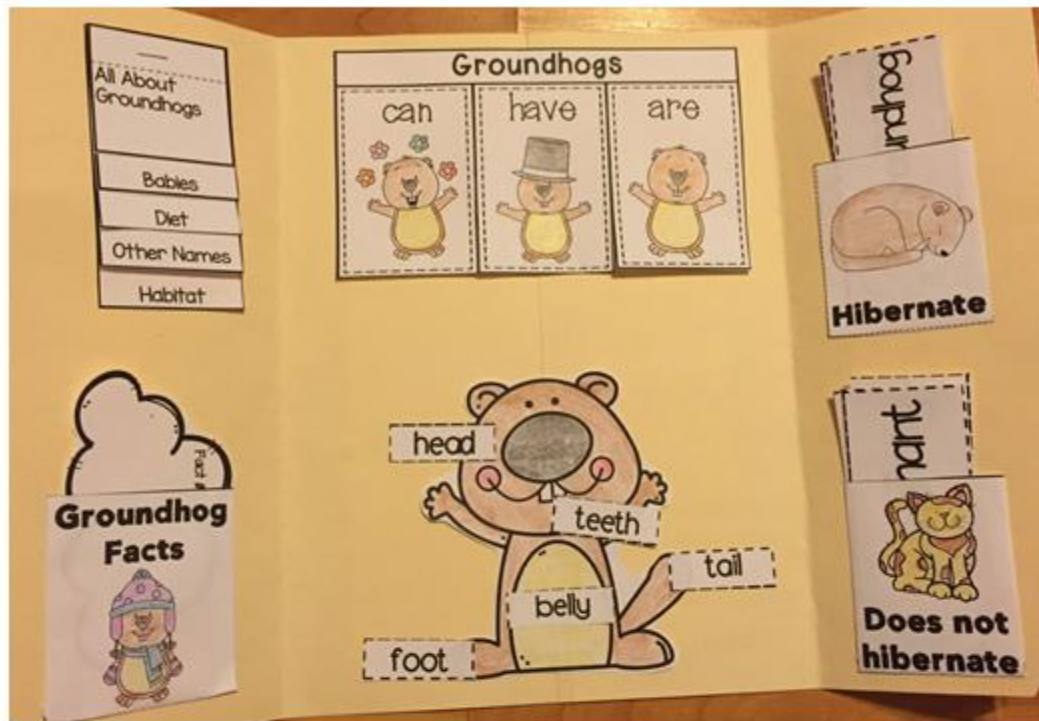 All About
Groundhogs
Babies
Diet
Other Names
Habitat
Groundhogs
can
have
are
Hibernate
Fact
Groundhog
Facts
head
teeth
tail
belly
foot
Does not
hibernate